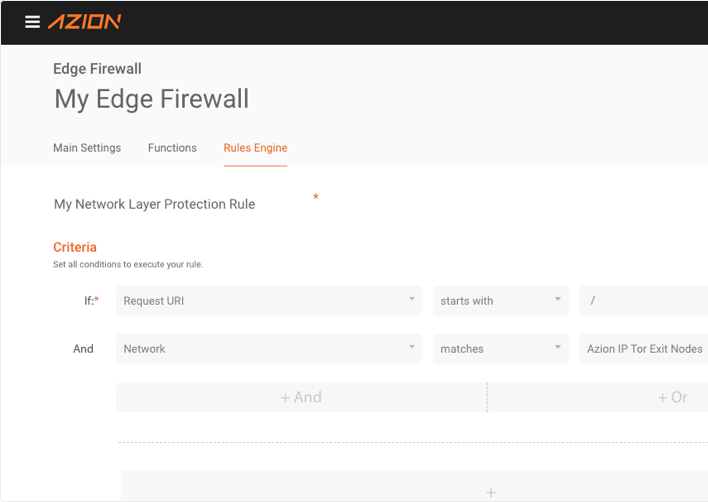 AZION
Edge Firewall
My Edge Firewall
Main Settings Functions Rules Engine
My Network Layer Protection Rule *
Criteria
Set all conditions to execute your rule.
If:* Request URI starts with /
And Network matches Azion IP Tor Exit Nodes
+ And + Or
+